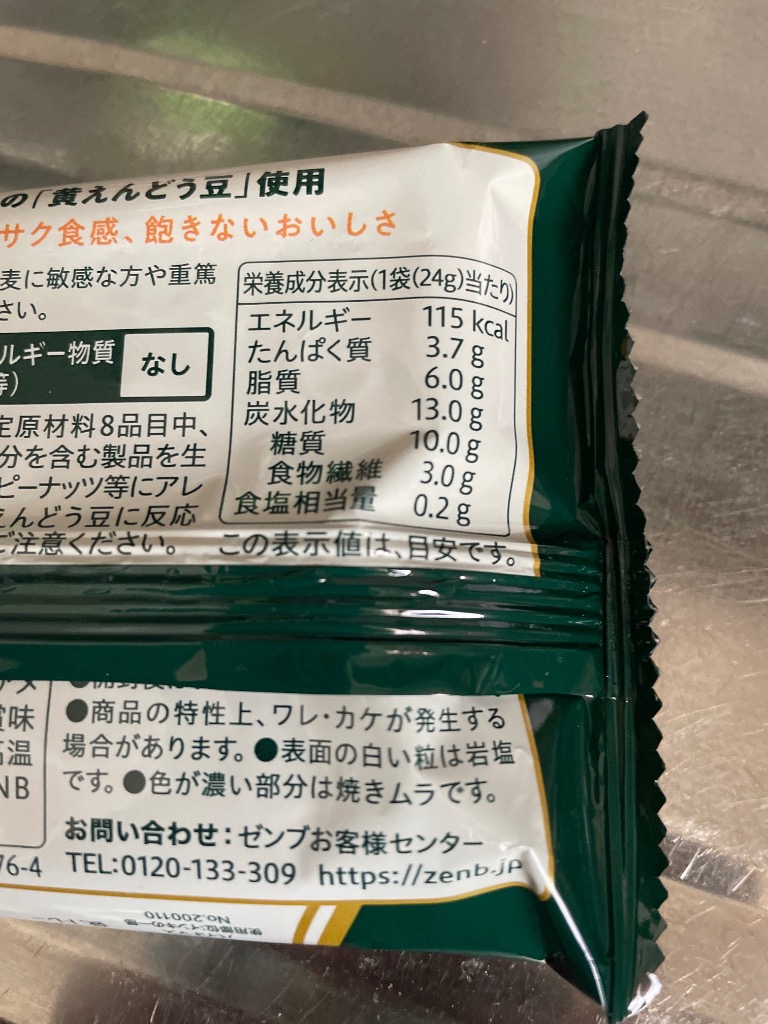 の「黄えんどう豆」使用
サク食感、飽きないおいしさ
麦に敏感な方や重篤
さい。
ルギー物質
等)
なし
定原材料8品目中、
分を含む製品を生
ピーナッツ等にアレ
えんどう豆に反応
ご注意ください。
栄養成分表示(1袋(24g)当たり)
エネルギー 115 kcal
たんぱく質 3.7 g
脂質 6.0 g
炭水化物 13.0 g
糖質 10.0 g
食物繊維 3.0 g
食塩相当量 0.2 g
この表示値は、目安です。
賞味
高温
NB
76-4
●商品の特性上、ワレ・カケが発生する
場合があります。●表面の白い粒は岩塩
です。●色が濃い部分は焼きムラです。
お問い合わせ:ゼンブお客様センター
TEL:0120-133-309 https://zenb.jp
No.200110